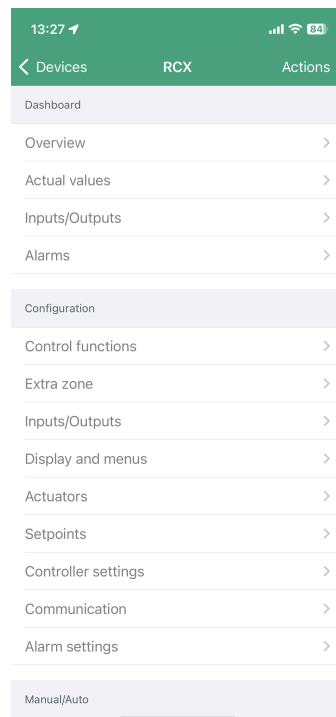 13:27
84
Devices
RCX
Actions
Dashboard
Overview
Actual values
Inputs/Outputs
Alarms
Configuration
Control functions
Extra zone
Inputs/Outputs
Display and menus
Actuators
Setpoints
Controller settings
Communication
Alarm settings
Manual/Auto